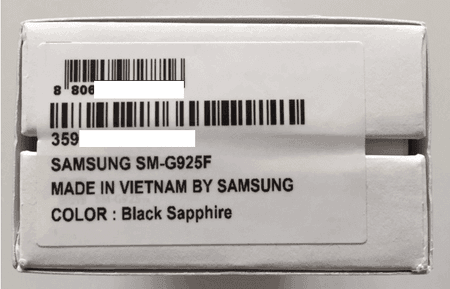 8 806
359
SAMSUNG SM-G925F
MADE IN VIETNAM BY SAMSUNG
COLOR : Black Sapphire